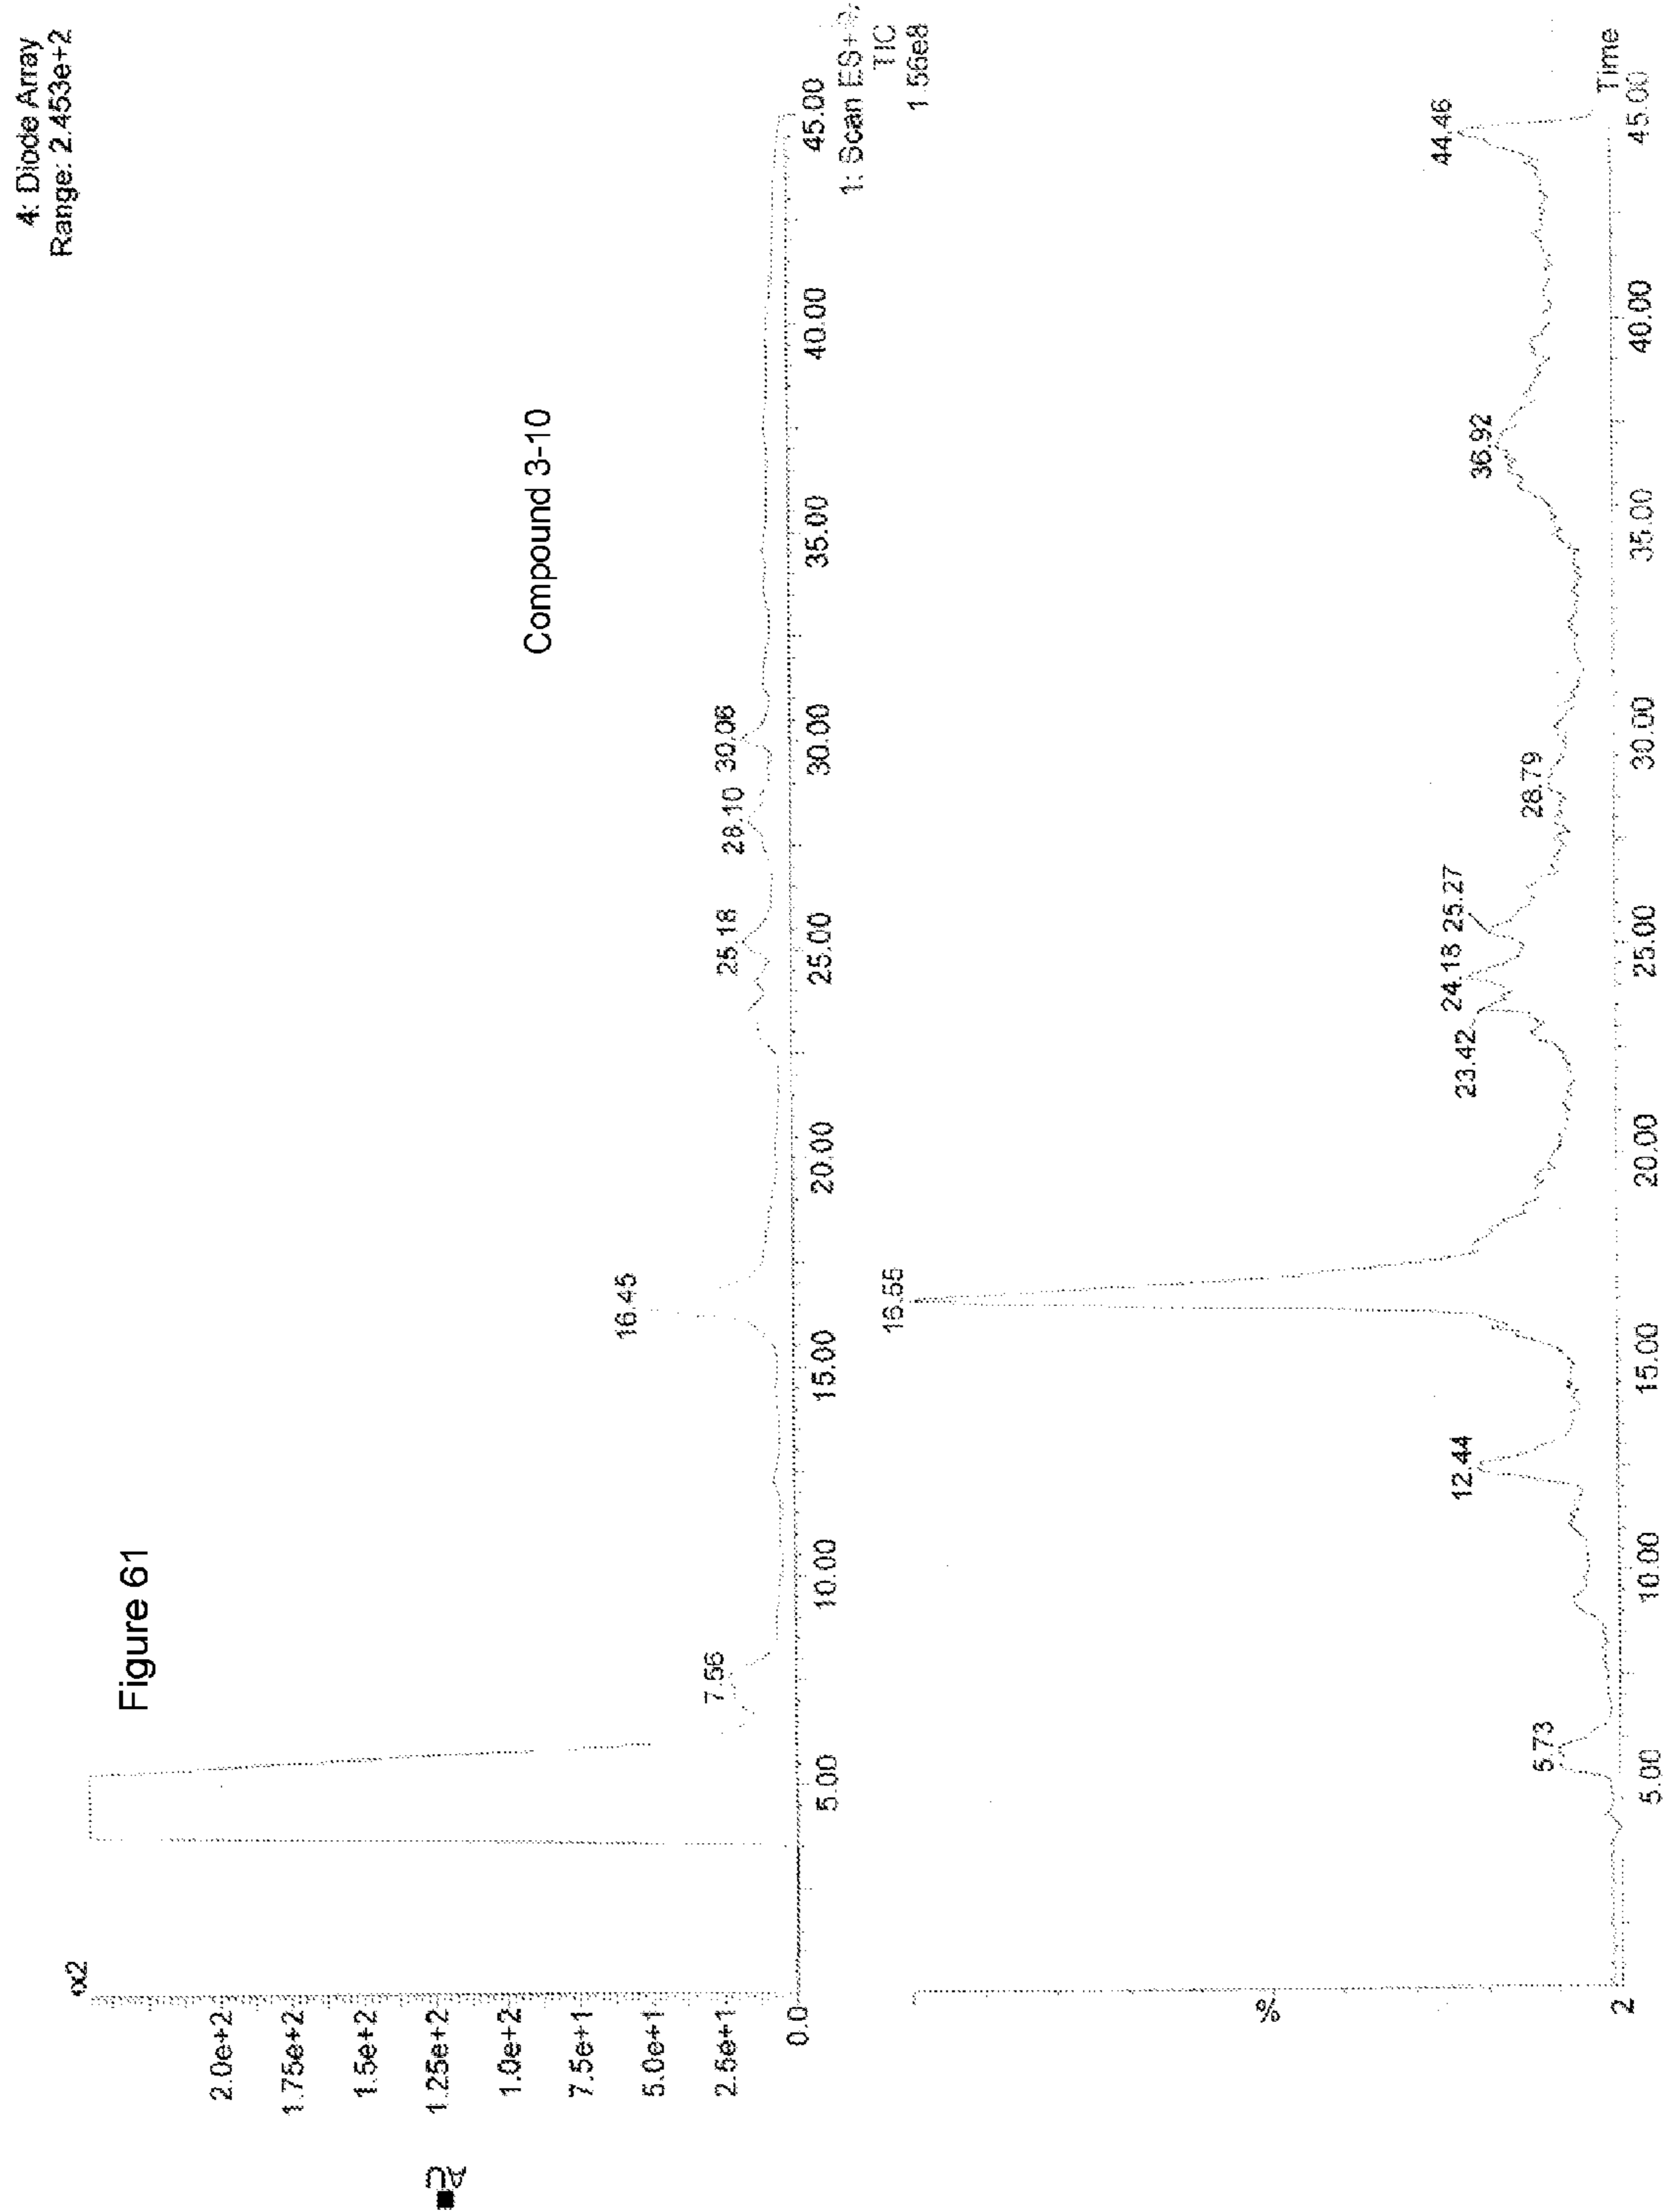 Figure 61
4: Diode Array
Range: 2.453e+2
x2
2.0e+2
1.75e+2
1.5e+2
1.25e+2
1.0e+2
7.5e+1
5.0e+1
2.5e+1
0.0
Compound 3-10
7.56
16.45
25.18
28.10
30.06
5.00
10.00
15.00
20.00
25.00
30.00
35.00
40.00
45.00
1: Scan ES+
TIC
1.56e8
%
2
5.73
12.44
16.55
23.42
24.18
25.27
28.79
36.92
44.46
5.00
10.00
15.00
20.00
25.00
30.00
35.00
40.00
45.00
Time